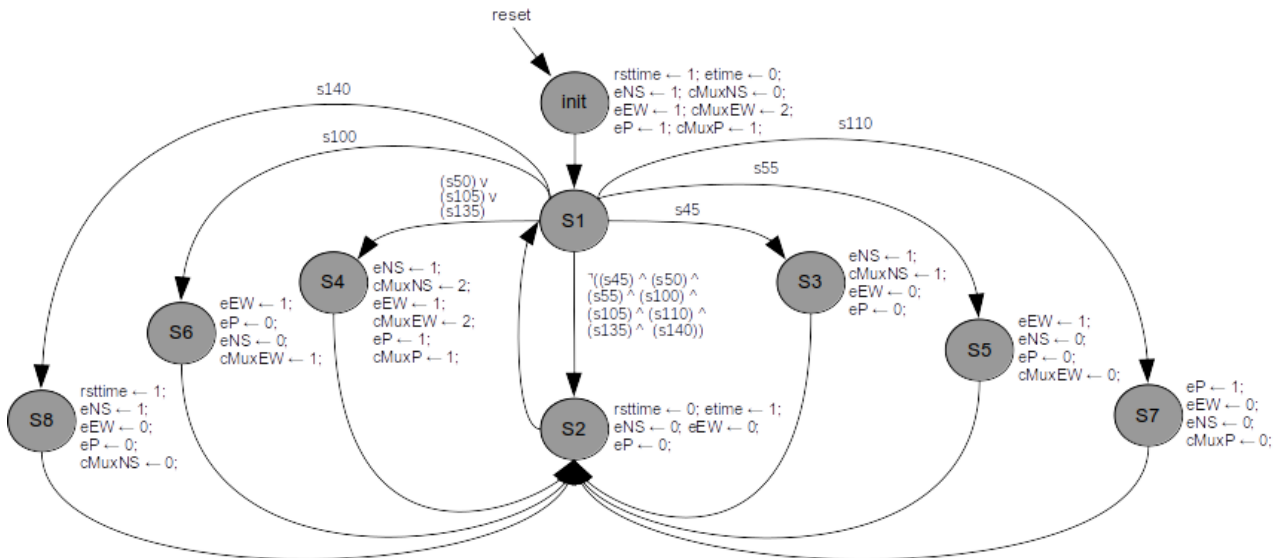 reset
init
rsttime ← 1; etime ← 0;
eNS ← 1; cMuxNS ← 0;
eEW ← 1; cMuxEW ← 2;
eP ← 1; cMuxP ← 1;
s140
s100
(s50) v
(s105) v
(s135)
S1
s45
s55
s110
S4
eNS ← 1;
cMuxNS ← 2;
eEW ← 1;
cMuxEW ← 2;
eP ← 1;
cMuxP ← 1;
⌉((s45) ^ (s50) ^
(s55) ^ (s100) ^
(s105) ^ (s110) ^
(s135) ^ (s140))
S3
eNS ← 1;
cMuxNS ← 1;
eEW ← 0;
eP ← 0;
S6
eEW ← 1;
eP ← 0;
eNS ← 0;
cMuxEW ← 1;
S5
eEW ← 1;
eNS ← 0;
eP ← 0;
cMuxEW ← 0;
S8
rsttime ← 1;
eNS ← 1;
eEW ← 0;
eP ← 0;
cMuxNS ← 0;
S2
rsttime ← 0; etime ← 1;
eNS ← 0; eEW ← 0;
eP ← 0;
S7
eP ← 1;
eEW ← 0;
eNS ← 0;
cMuxP ← 0;